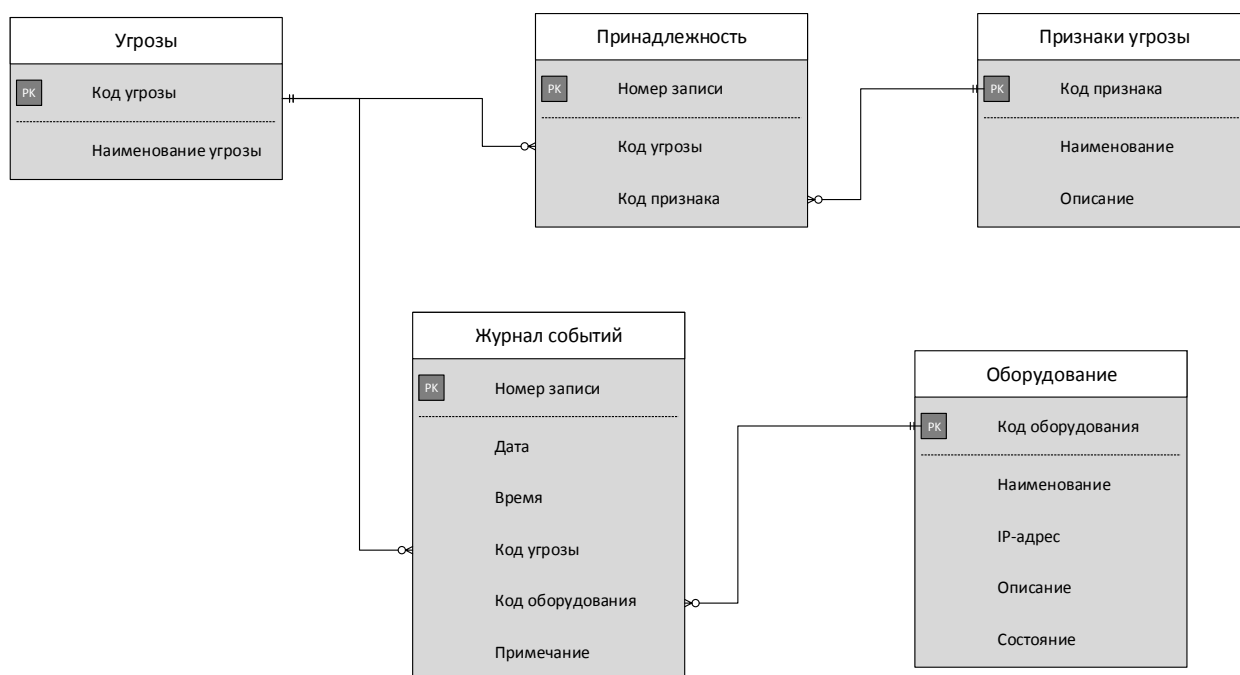 Угрозы
PK
Код угрозы
Наименование угрозы
Принадлежность
PK
Номер записи
Код угрозы
Код признака
Признаки угрозы
PK
Код признака
Наименование
Описание
Журнал событий
PK
Номер записи
Дата
Время
Код угрозы
Код оборудования
Примечание
Оборудование
PK
Код оборудования
Наименование
IP-адрес
Описание
Состояние